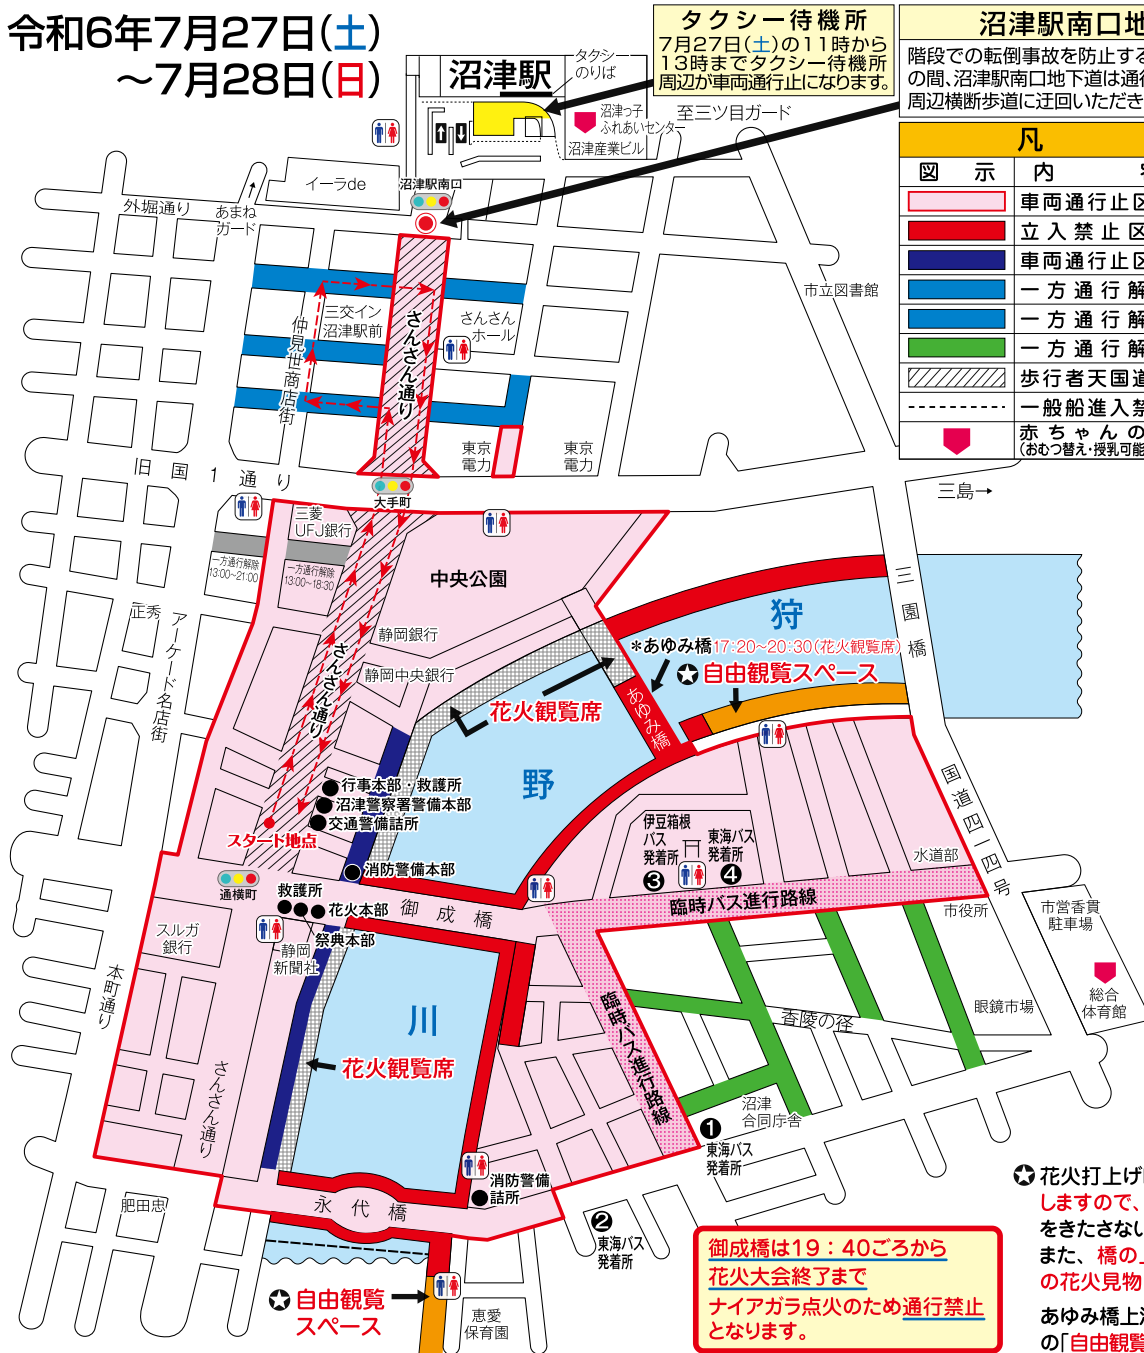 令和6年7月27日(土)
～7月28日(日)
タクシー待機所
7月27日(土)の11時から
13時までタクシー待機所
周辺が車両通行止になります。
沼津駅南口地
階段での転倒事故を防止する
の間、沼津駅南口地下道は通行
周辺横断歩道に迂回いただき
凡
図 示
内 容
車両通行止区
立入禁止区
車両通行止区
一方通行解
一方通行解
一方通行解
歩行者天国道
一般船進入禁
赤ちゃんの
(おむつ替え・授乳可能
沼津駅
タクシー
のりば
沼津っ子
ふれあいセンター
沼津産業ビル
至三ツ目ガード
イーラde
沼津駅南口
外堀通り
あまね
ガード
市立図書館
三交イン
沼津駅前
さんさん
ホール
仲見世商店街
さんさん通り
東京
電力
東京
電力
旧国1通り
大手町
三島→
三菱
UFJ銀行
一方通行解除
13:00~21:00
一方通行解除
13:00~18:30
中央公園
正秀
アーケード名店街
静岡銀行
静岡中央銀行
さんさん通り
狩
三園橋
*あゆみ橋17:20~20:30(花火観覧席)
自由観覧スペース
あゆみ橋
花火観覧席
野
行事本部・救護所
沼津警察署警備本部
交通警備詰所
スタート地点
消防警備本部
通横町
救護所
花火本部
祭典本部
御成橋
静岡
新聞社
スルガ
銀行
本町通り
伊豆箱根
バス
発着所
❸
東海バス
発着所
❹
水道部
国道四一四号
臨時バス進行路線
市役所
市営香貫
駐車場
総合
体育館
眼鏡市場
香陵の径
臨時バス進行路線
川
花火観覧席
さんさん通り
沼津
合同庁舎
❶
東海バス
発着所
消防警備
詰所
永代橋
肥田忠
❷
東海バス
発着所
自由観覧
スペース
恵愛
保育園
御成橋は19:40ごろから
花火大会終了まで
ナイアガラ点火のため通行禁止
となります。
花火打上げ
しますので、
をきたさない
また、橋の上
の花火見物
あゆみ橋上流
の「自由観覧